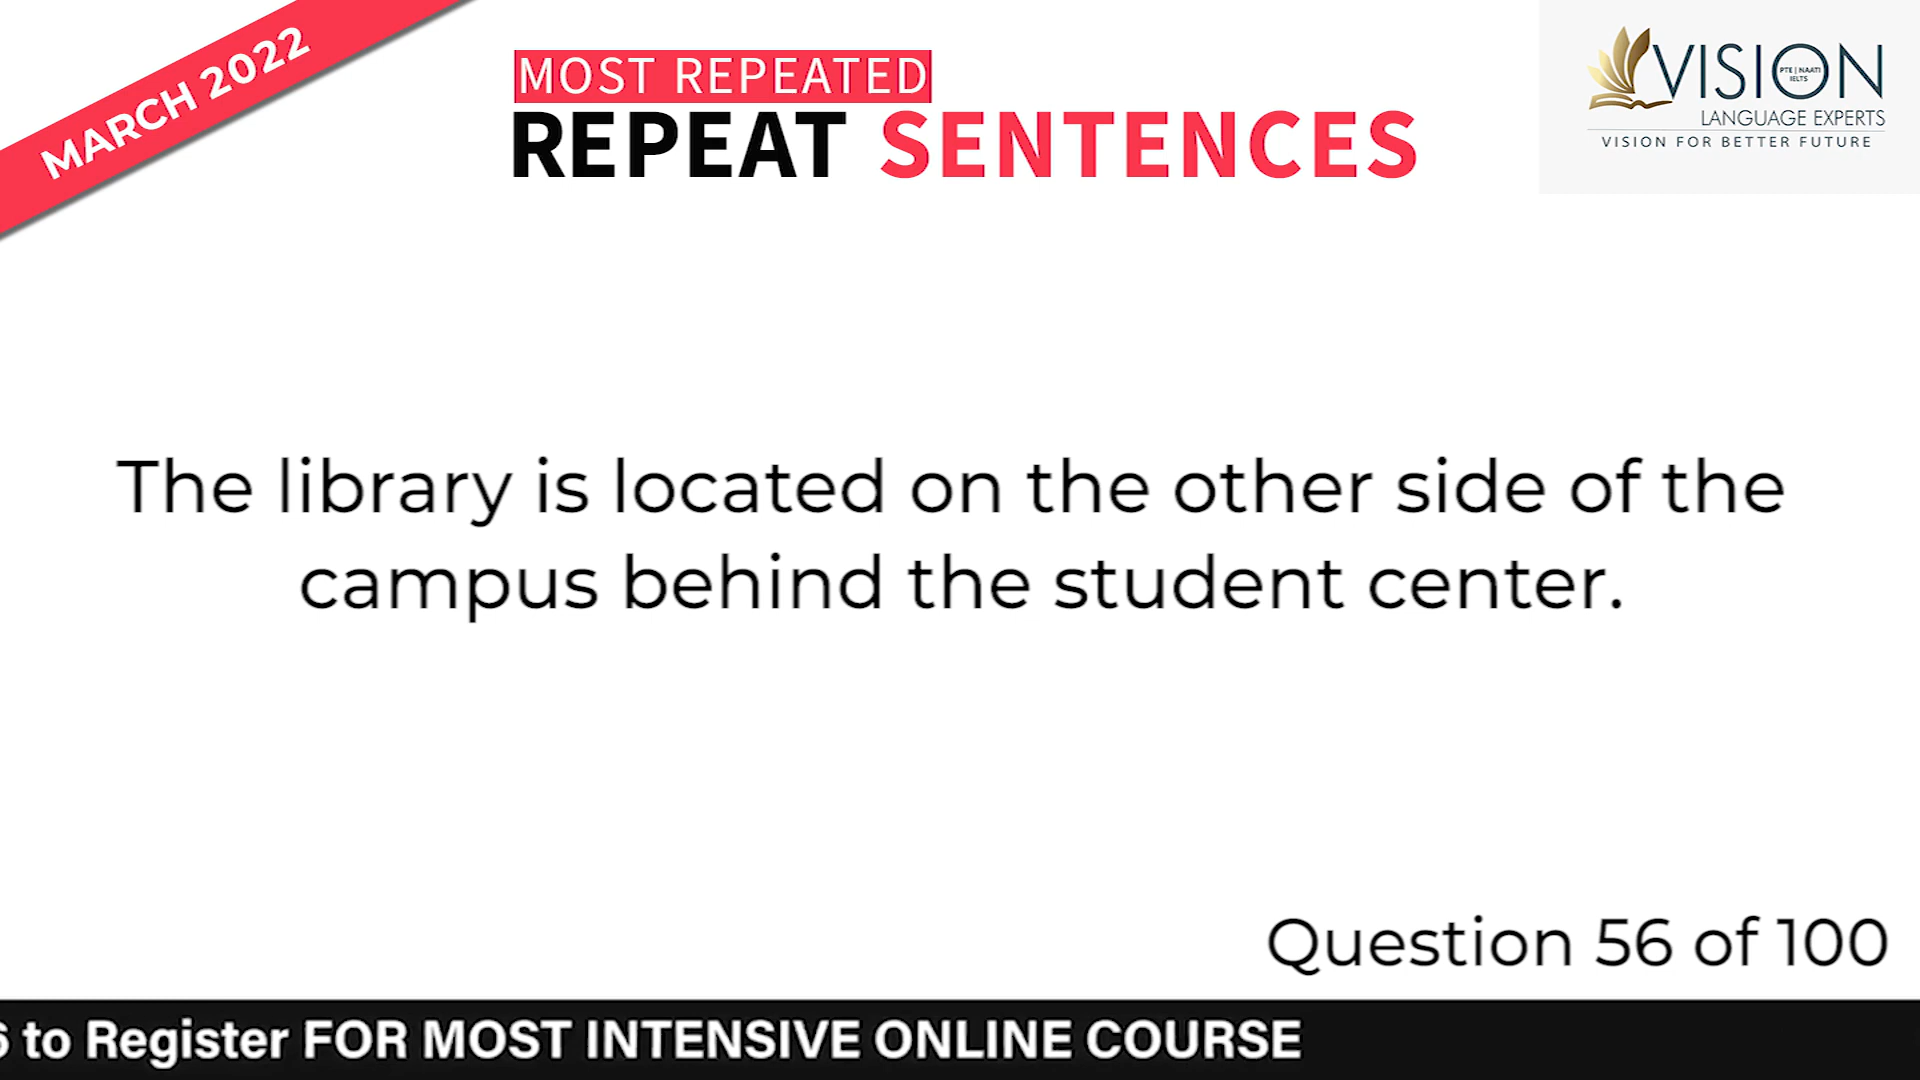 MARCH 2022
MOST REPEATED
REPEAT SENTENCES
VISION
PTE | NAATI
IELTS
LANGUAGE EXPERTS
VISION FOR BETTER FUTURE
The library is located on the other side of the
campus behind the student center.
Question 56 of 100
to Register FOR MOST INTENSIVE ONLINE COURSE